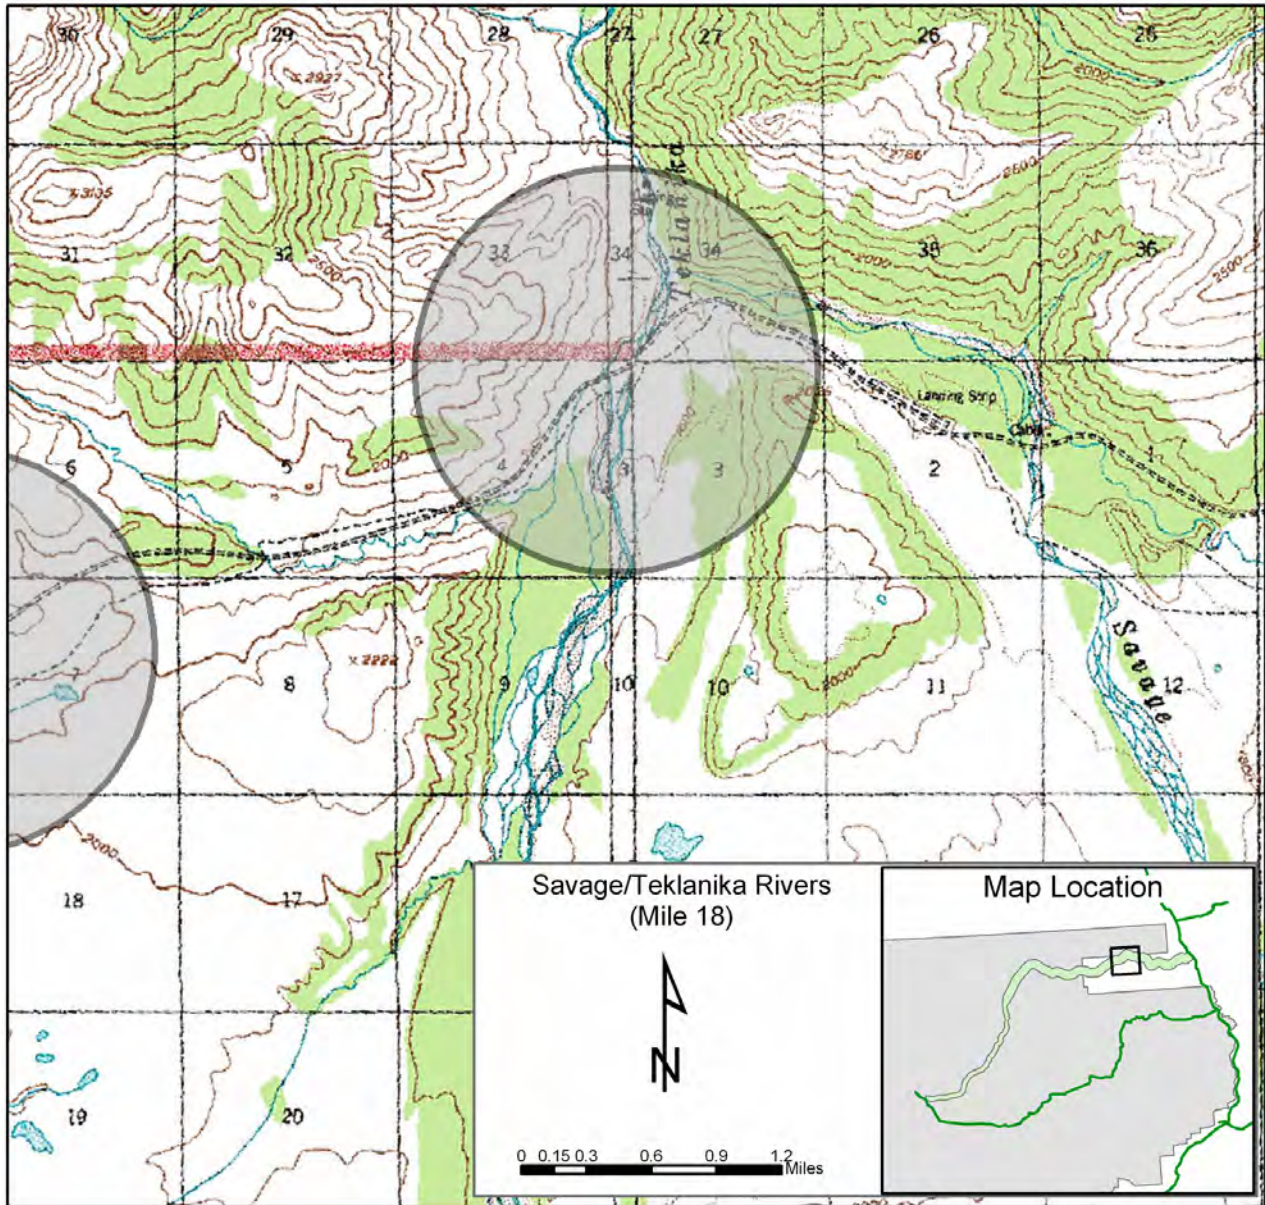 30 29 28 27 27 26 25
2927
2000
2500
3135
31 32 33 34 34 35 36
2500
2000
2500
Teklanika
Landing Strip
Cabin
6 5 4 3 3 2 1
2000
2000
7 8 9 10 10 11 12
2222
2000
Savage
2000
18 17
19 20
Savage/Teklanika Rivers
(Mile 18)
N
0 0.15 0.3 0.6 0.9 1.2
Miles
Map Location